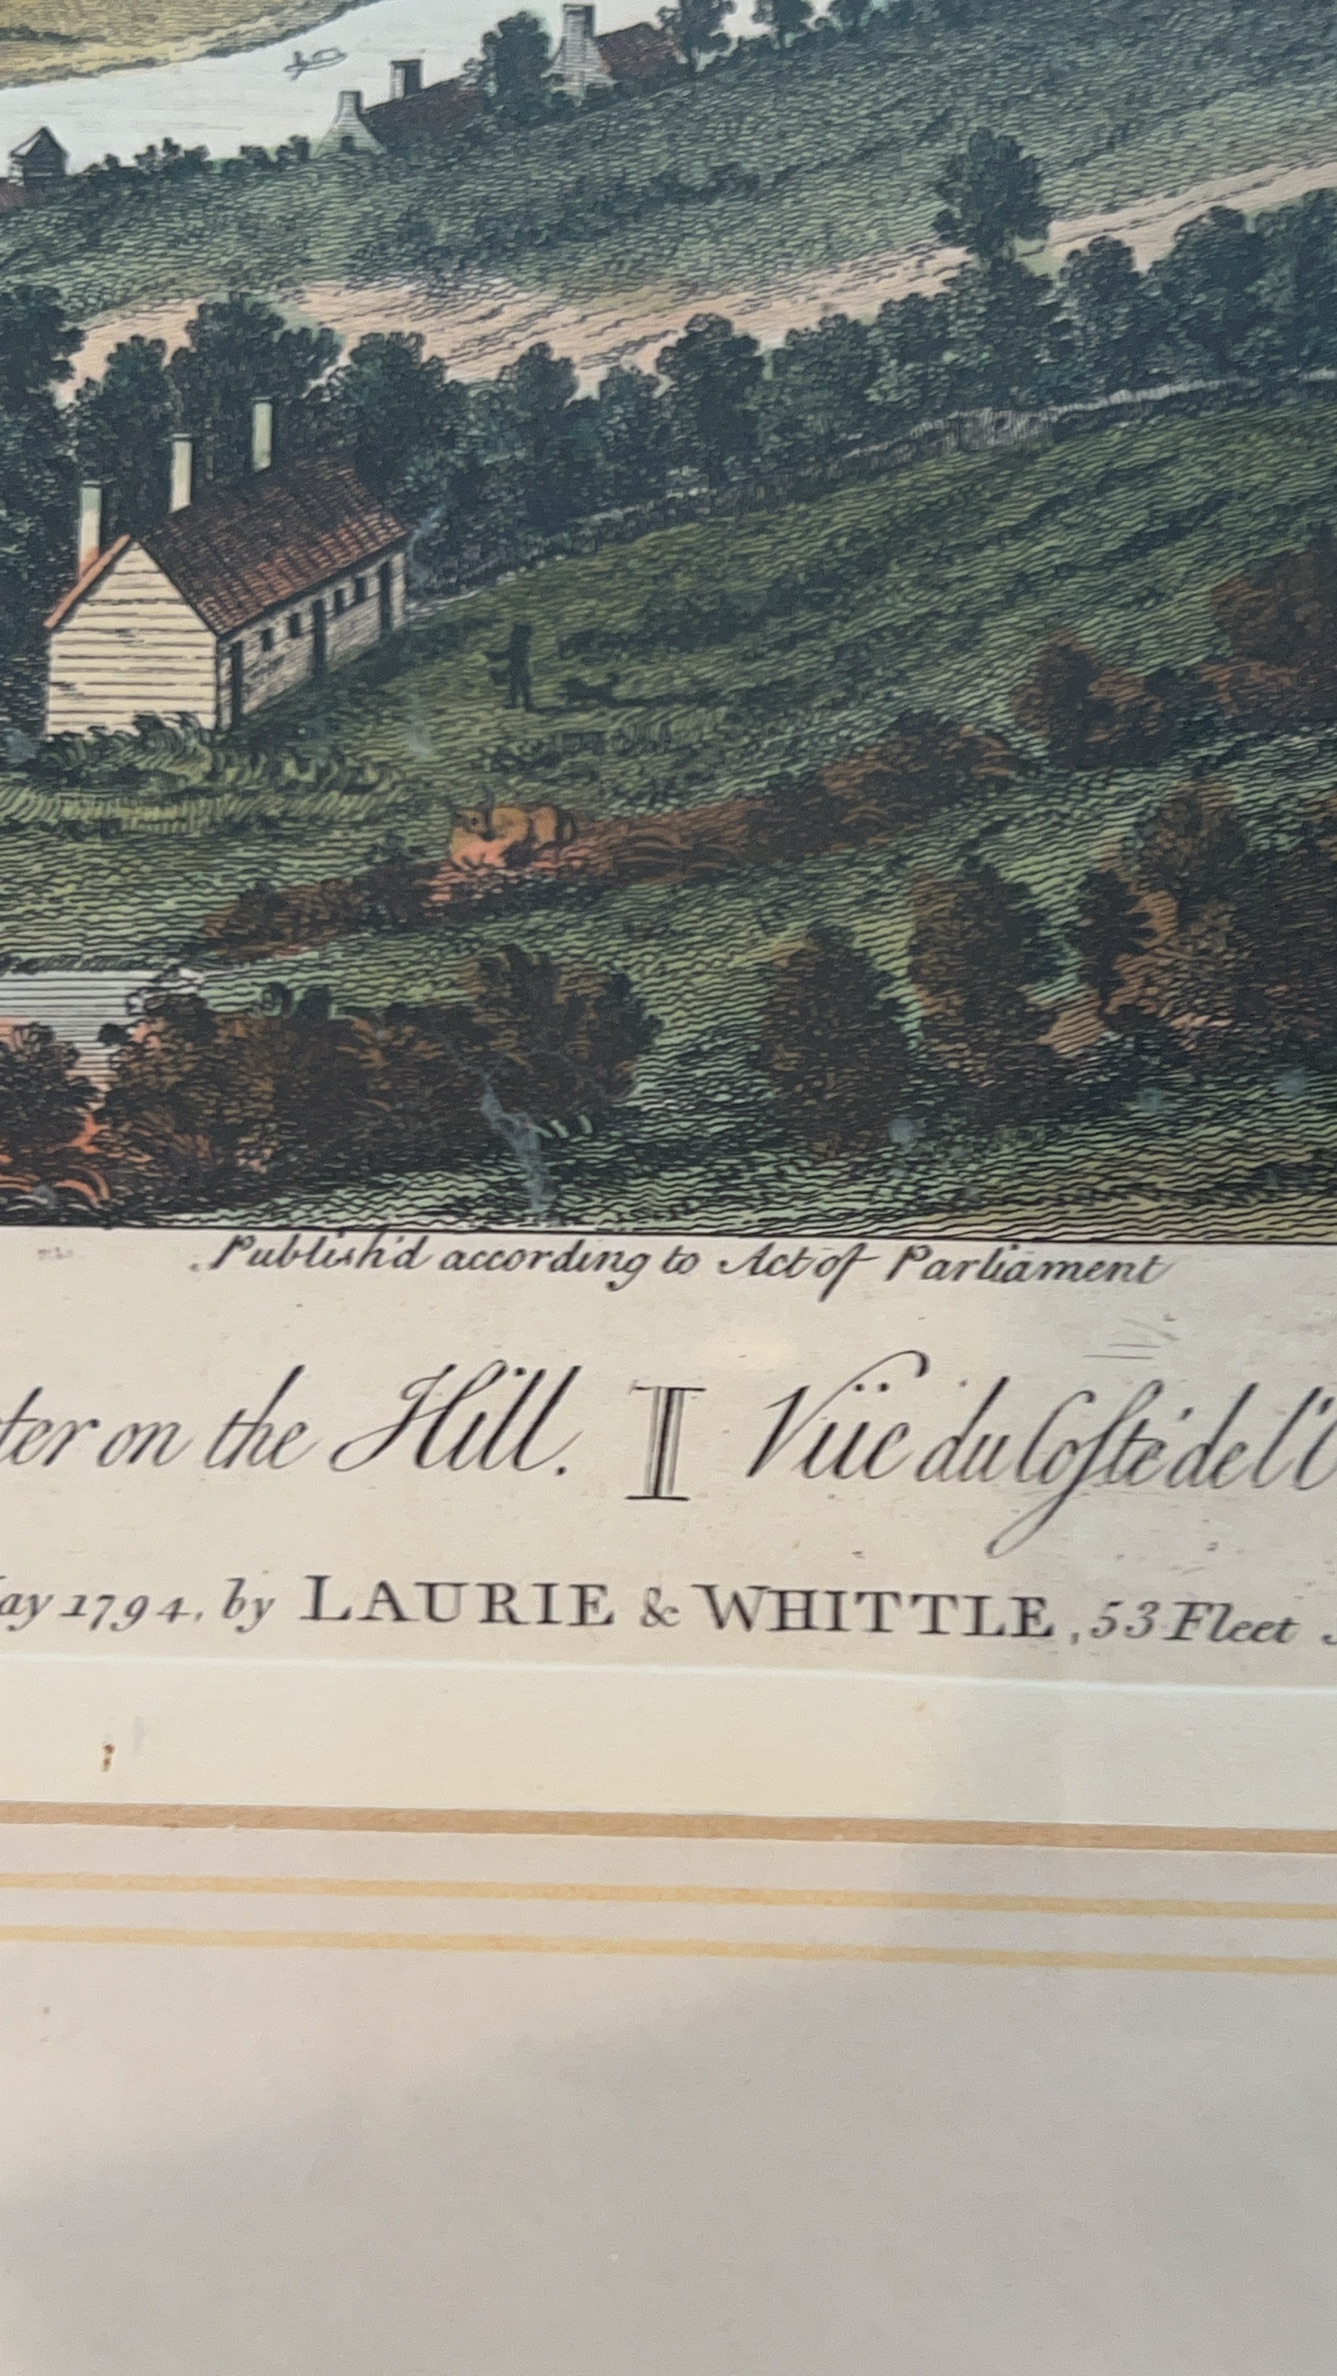 Publish'd according to Act of Parliament
ter on the Hill. Vüe du Costé de l'
ay 1794, by LAURIE & WHITTLE, 53 Fleet